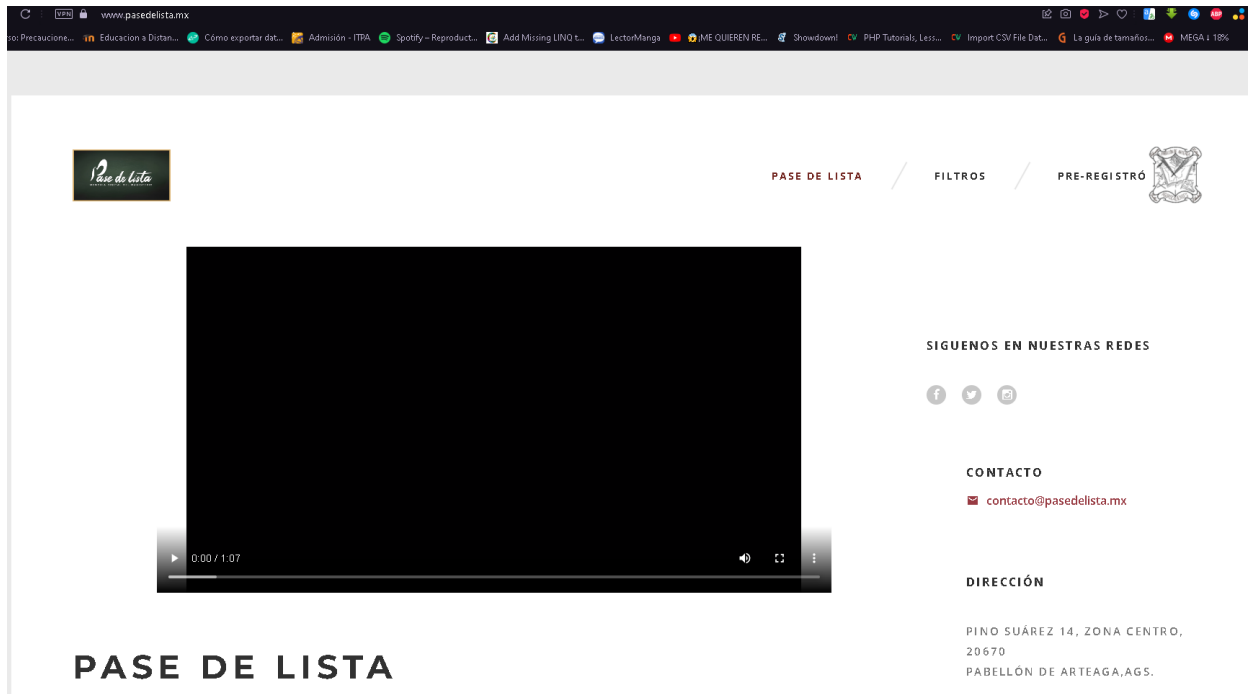 VPN www.pasedelista.mx
so: Precaucione... Educacion a Distan... Cómo exportar dat... Admisión - ITPA Spotify – Reproduct... Add Missing LINQ t... LectorManga ¡ME QUIEREN RE... Showdown! PHP Tutorials, Less... Import CSV File Dat... La guía de tamaños... MEGA ↓ 18%
Pase de lista
PASE DE LISTA / FILTROS / PRE-REGISTRÓ
SIGUENOS EN NUESTRAS REDES
CONTACTO
contacto@pasedelista.mx
0:00 / 1:07
DIRECCIÓN
PINO SUÁREZ 14, ZONA CENTRO,
20670
PABELLÓN DE ARTEAGA,AGS.
PASE DE LISTA